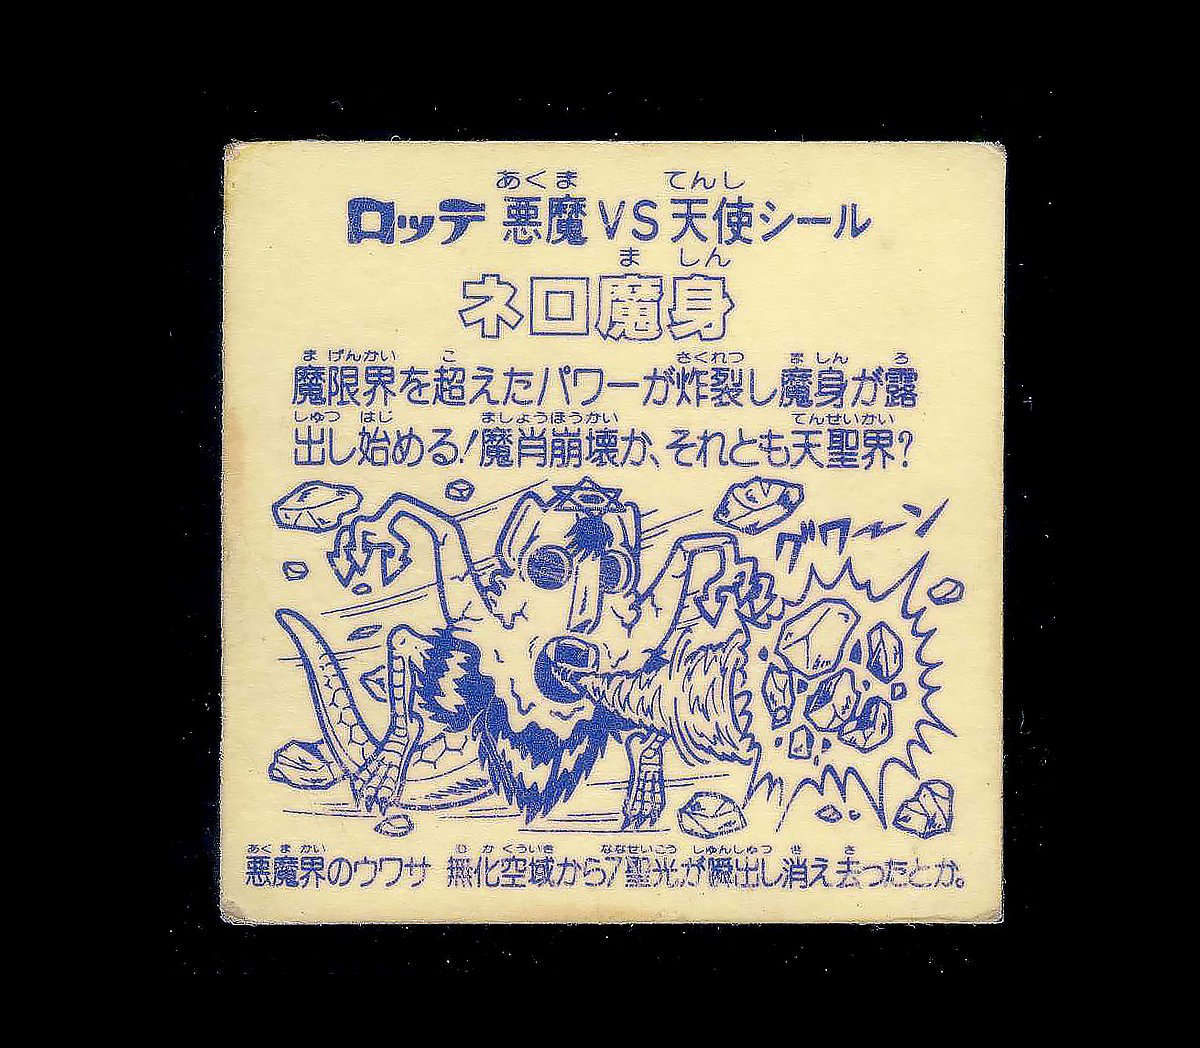 あくま てんし
ロッテ 悪魔VS天使シール
ま しん
ネロ魔身
ま げんかい こ さくれつ ま しん ろ
魔限界を超えたパワーが炸裂し魔身が露
しゅつ はじ ましょうほうかい てんせいかい
出し始める!魔肖崩壊か、それとも天聖界?
グワーーン
あく ま かい む か くういき ななせいこう しゅんしゅつ き さ
悪魔界のウワサ 無化空域から7聖光が瞬出し消え去ったとか。